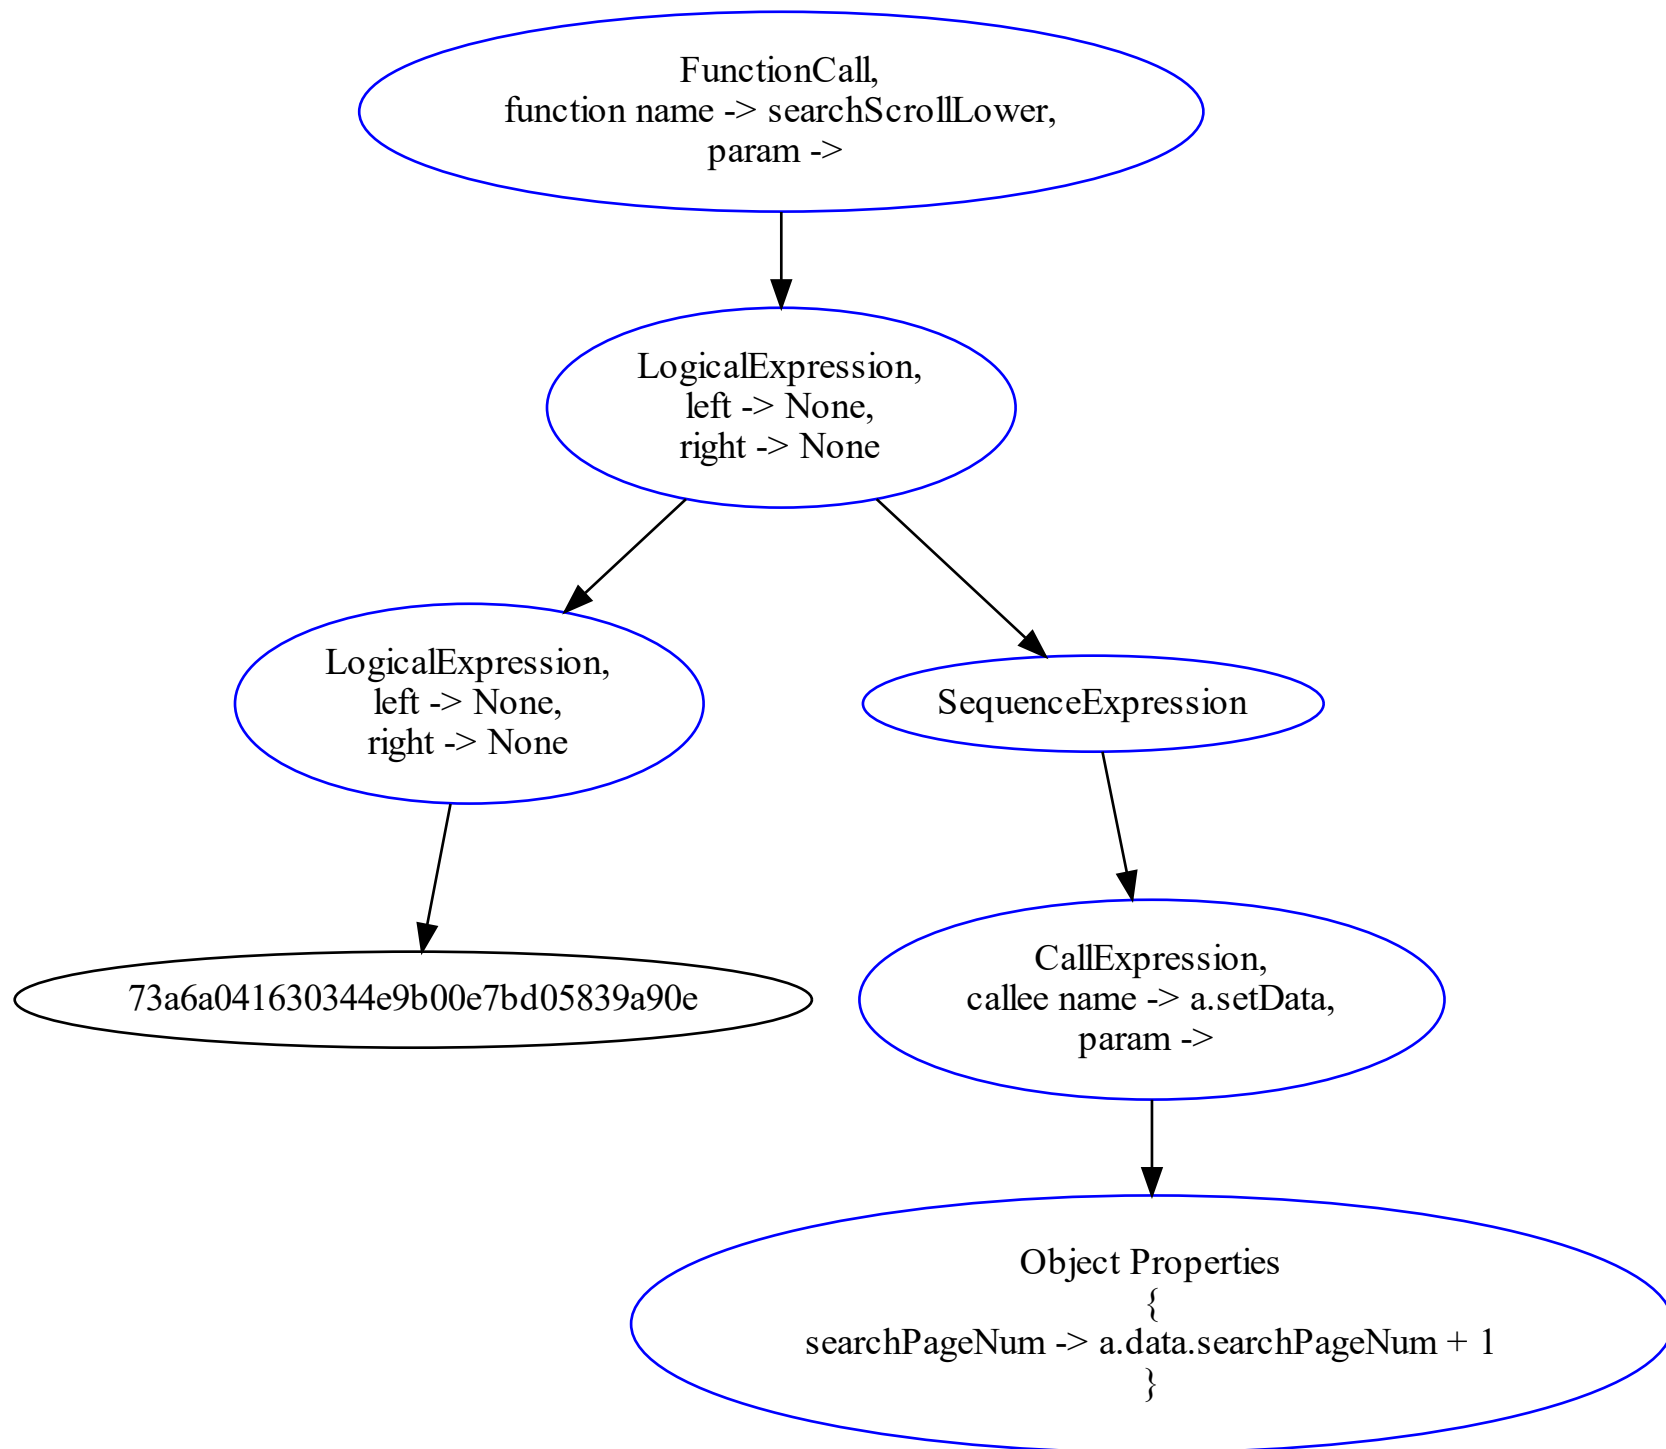 FunctionCall,
function name -> searchScrollLower,
param ->
LogicalExpression,
left -> None,
right -> None
LogicalExpression,
left -> None,
right -> None
SequenceExpression
73a6a041630344e9b00e7bd05839a90e
CallExpression,
callee name -> a.setData,
param ->
Object Properties
{
searchPageNum -> a.data.searchPageNum + 1
}